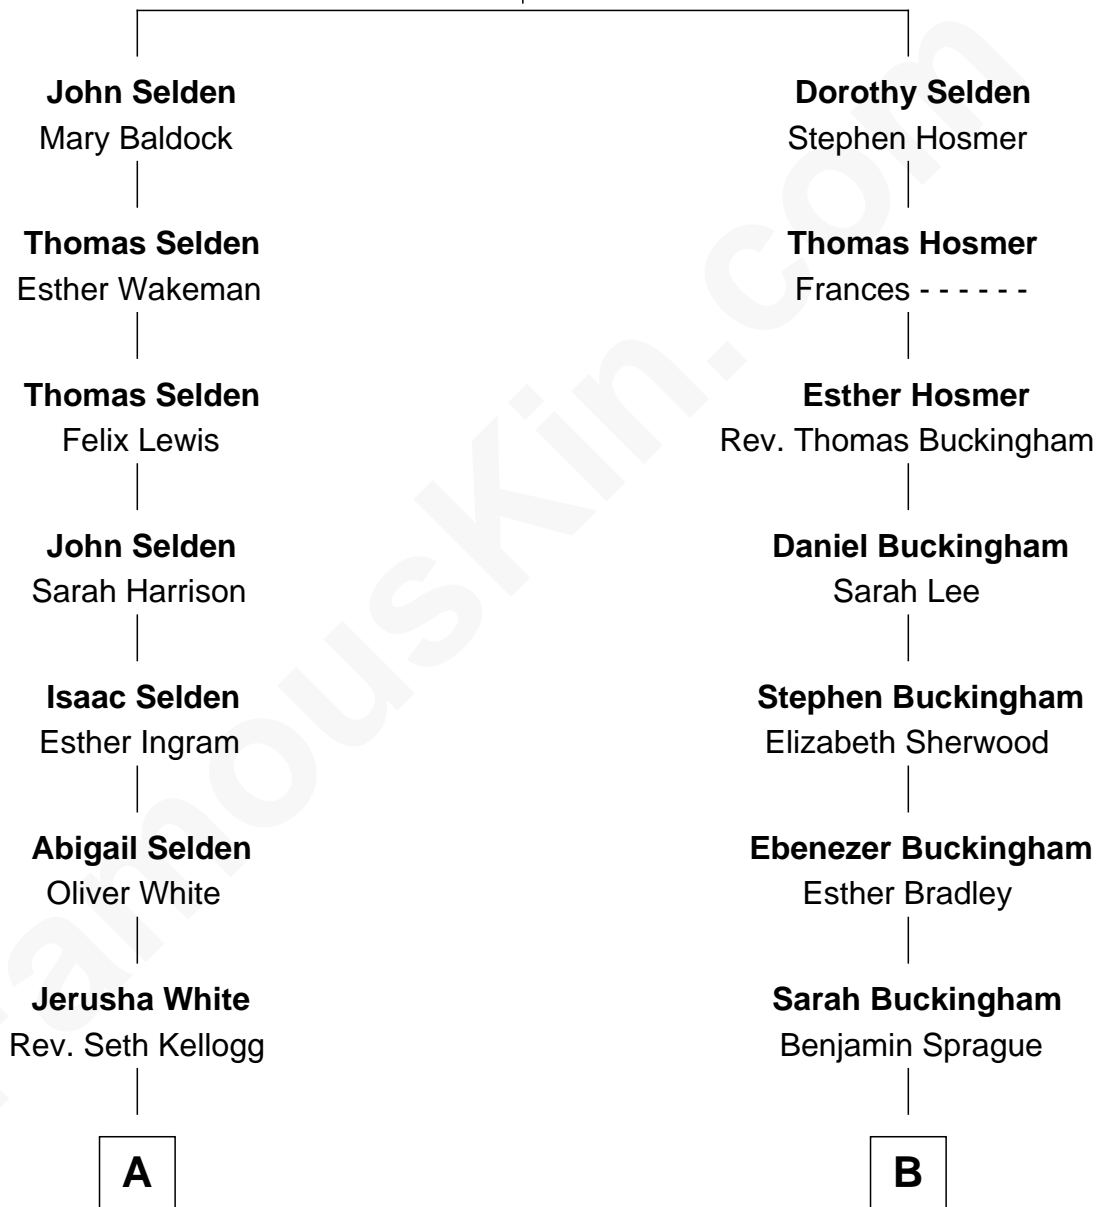 John Selden
Mary Baldock
Thomas Selden
Esther Wakeman
Thomas Selden
Felix Lewis
John Selden
Sarah Harrison
Isaac Selden
Esther Ingram
Abigail Selden
Oliver White
Jerusha White
Rev. Seth Kellogg
A
Dorothy Selden
Stephen Hosmer
Thomas Hosmer
Frances - - - - - -
Esther Hosmer
Rev. Thomas Buckingham
Daniel Buckingham
Sarah Lee
Stephen Buckingham
Elizabeth Sherwood
Ebenezer Buckingham
Esther Bradley
Sarah Buckingham
Benjamin Sprague
B
FamousKin.com